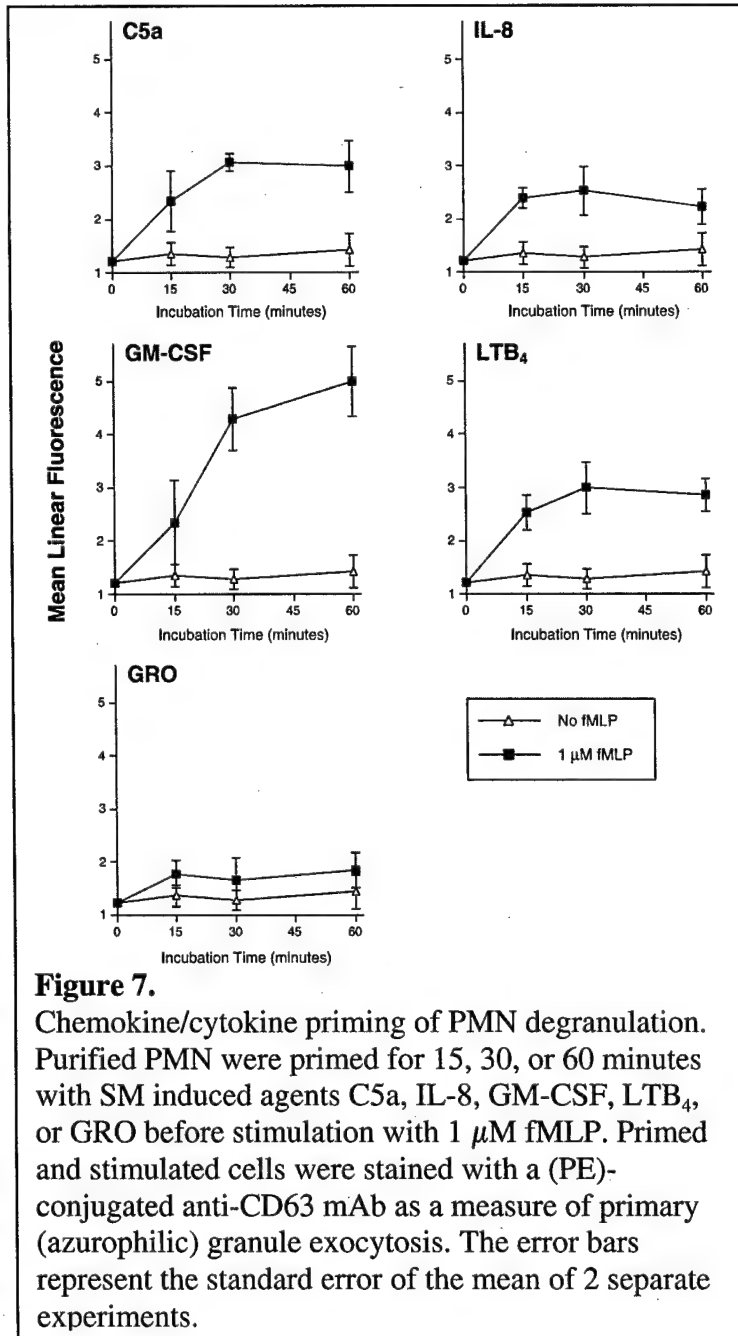 C5a
5
4
3
2
1
0 15 30 45 60
Incubation Time (minutes)
IL-8
5
4
3
2
1
0 15 30 45 60
Incubation Time (minutes)
Mean Linear Fluorescence
GM-CSF
5
4
3
2
1
0 15 30 45 60
Incubation Time (minutes)
LTB₄
5
4
3
2
1
0 15 30 45 60
Incubation Time (minutes)
GRO
5
4
3
2
1
0 15 30 45 60
Incubation Time (minutes)
No fMLP
1 μM fMLP
Figure 7.
Chemokine/cytokine priming of PMN degranulation.
Purified PMN were primed for 15, 30, or 60 minutes
with SM induced agents C5a, IL-8, GM-CSF, LTB₄,
or GRO before stimulation with 1 μM fMLP. Primed
and stimulated cells were stained with a (PE)-
conjugated anti-CD63 mAb as a measure of primary
(azurophilic) granule exocytosis. The error bars
represent the standard error of the mean of 2 separate
experiments.